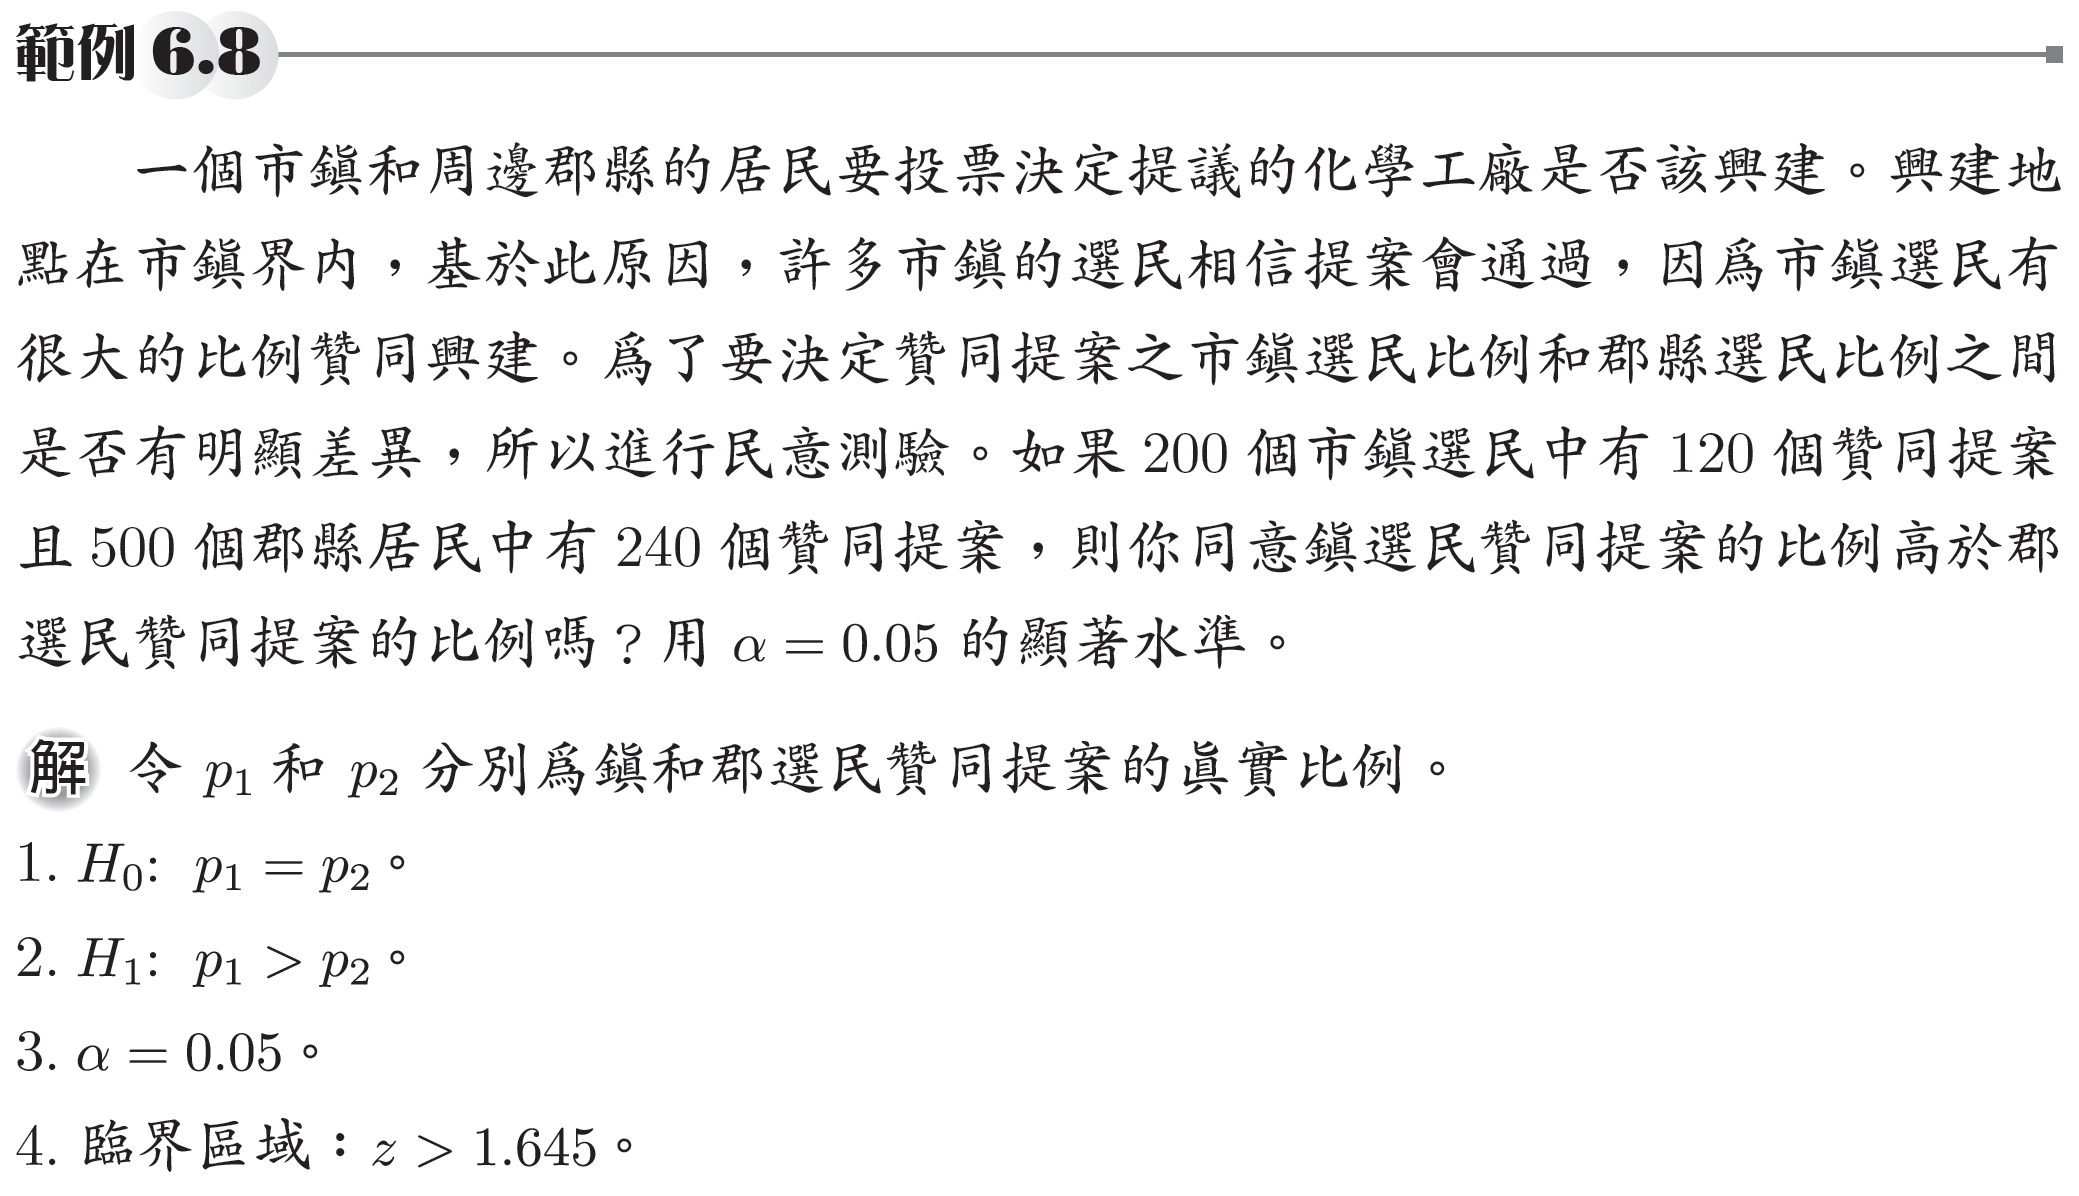 範例 6.8
一個市鎮和周邊郡縣的居民要投票決定提議的化學工廠是否該興建。興建地
點在市鎮界內，基於此原因，許多市鎮的選民相信提案會通過，因爲市鎮選民有
很大的比例贊同興建。爲了要決定贊同提案之市鎮選民比例和郡縣選民比例之間
是否有明顯差異，所以進行民意測驗。如果 200 個市鎮選民中有 120 個贊同提案
且 500 個郡縣居民中有 240 個贊同提案，則你同意鎮選民贊同提案的比例高於郡
選民贊同提案的比例嗎？用 α = 0.05 的顯著水準。
解 令 p₁ 和 p₂ 分別爲鎮和郡選民贊同提案的真實比例。
1. H₀: p₁ = p₂。
2. H₁: p₁ > p₂。
3. α = 0.05。
4. 臨界區域：z > 1.645。